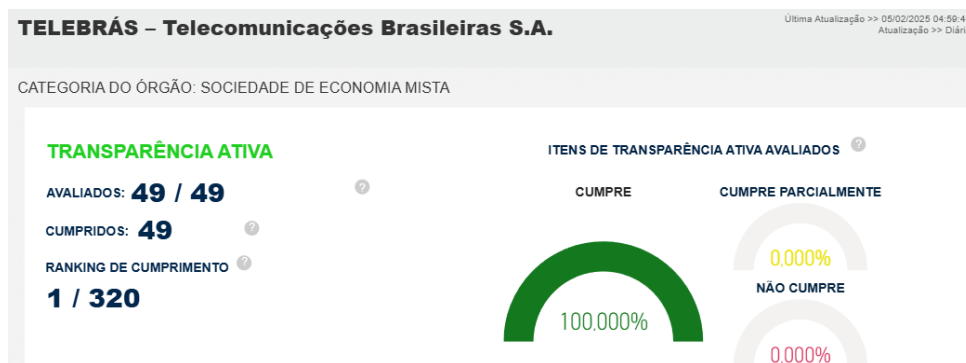 TELEBRÁS – Telecomunicações Brasileiras S.A.
Última Atualização >> 05/02/2025 04:59:4
Atualização >> Diári
CATEGORIA DO ÓRGÃO: SOCIEDADE DE ECONOMIA MISTA
TRANSPARÊNCIA ATIVA
AVALIADOS: 49 / 49 ?
CUMPRIDOS: 49 ?
RANKING DE CUMPRIMENTO ?
1 / 320
ITENS DE TRANSPARÊNCIA ATIVA AVALIADOS ?
CUMPRE
100,000%
CUMPRE PARCIALMENTE
0,000%
NÃO CUMPRE
0,000%